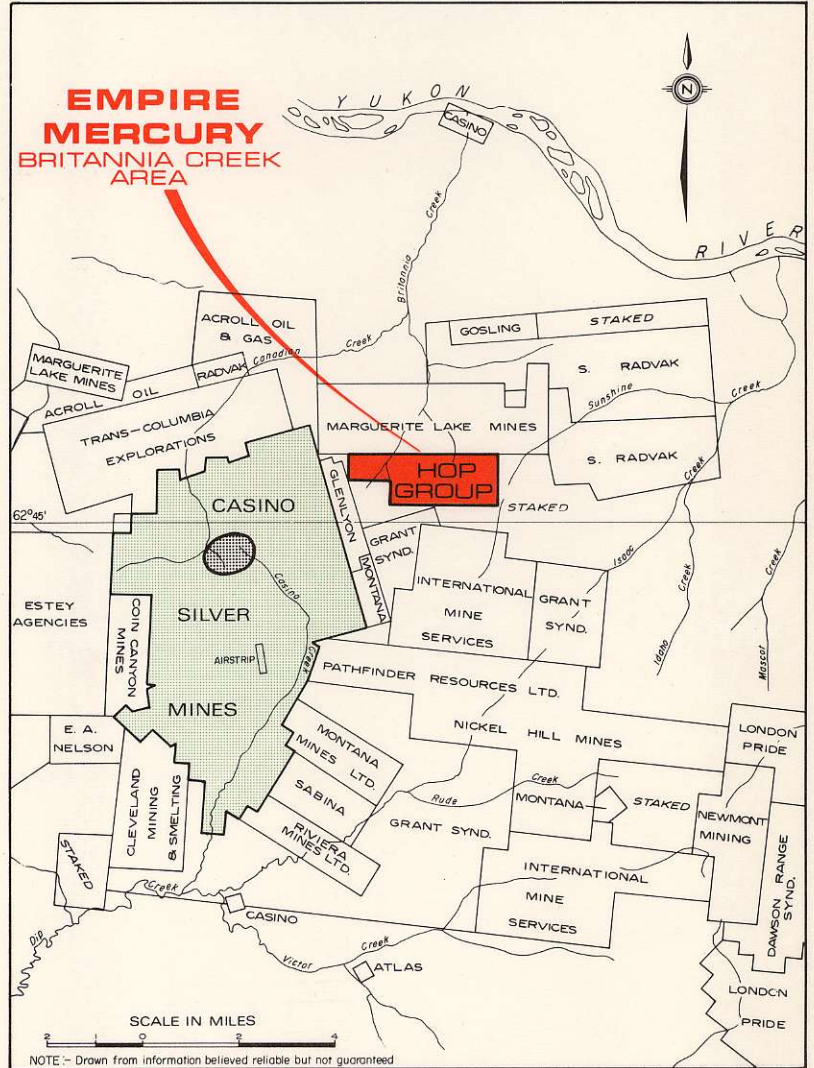 EMPIRE
MERCURY
BRITANNIA CREEK
AREA
YUKON
RIVER
N
CASINO
Britannia Creek
ACROLL OIL
& GAS
Canadian Creek
GOSLING
STAKED
MARGUERITE
LAKE MINES
RADVAK
ACROLL OIL
S. RADVAK
Sunshine Creek
TRANS-COLUMBIA
EXPLORATIONS
MARGUERITE LAKE MINES
S. RADVAK
HOP
GROUP
GLENLYON
STAKED
62°45'
CASINO
SILVER
MINES
Casino Creek
AIRSTRIP
GRANT
SYND.
MONTANA
INTERNATIONAL
MINE
SERVICES
GRANT
SYND.
Isaac Creek
Idaho Creek
Mascot Creek
ESTEY
AGENCIES
COIN CANYON
MINES
PATHFINDER RESOURCES LTD.
NICKEL HILL MINES
E. A.
NELSON
CLEVELAND
MINING
& SMELTING
MONTANA
MINES LTD.
SABINA
RIVIERA
MINES LTD.
Rude Creek
GRANT SYND.
MONTANA
STAKED
LONDON
PRIDE
NEWMONT
MINING
DAWSON RANGE
SYND.
INTERNATIONAL
MINE
SERVICES
STAKED
Dip Creek
CASINO
Victor Creek
ATLAS
LONDON
PRIDE
SCALE IN MILES
2 1 0 2 4
NOTE:- Drawn from information believed reliable but not guaranteed